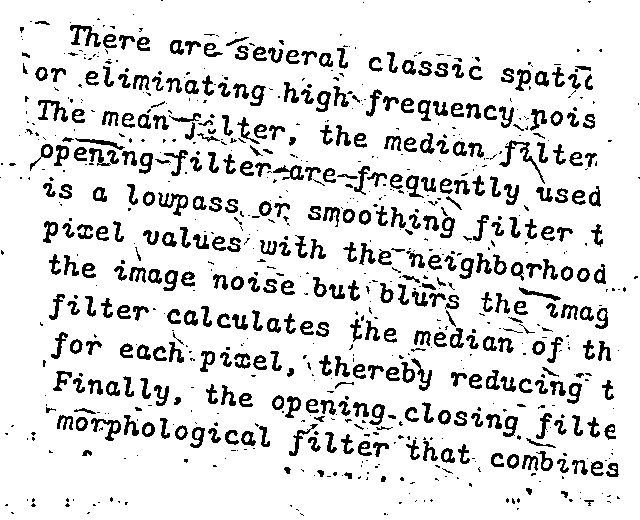 There are several classic spatic
or eliminating high frequency nois
The mean filter, the median filter
opening filter are frequently used
is a lowpass or smoothing filter t
pixel values with the neighborhood
the image noise but blurs the imag
filter calculates the median of th
for each pixel, thereby reducing t
Finally, the opening closing filte
morphological filter that combines